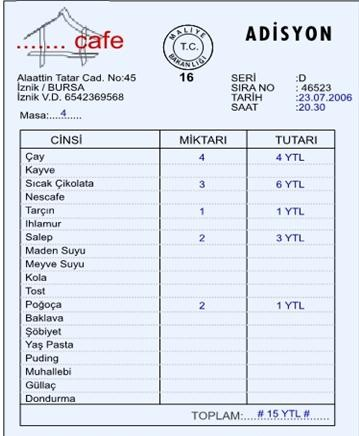 ....... cafe
MALİYE
T.C.
BAKANLIĞI
ADİSYON
Alaattin Tatar Cad. No:45
İznik / BURSA
İznik V.D. 6542369568
16
SERİ :D
SIRA NO : 46523
TARİH :23.07.2006
SAAT :20.30
Masa:....4.....
CİNSİ MİKTARI TUTARI
Çay 4 4 YTL
Kayve
Sıcak Çikolata 3 6 YTL
Nescafe
Tarçın 1 1 YTL
Ihlamur
Salep 2 3 YTL
Maden Suyu
Meyve Suyu
Kola
Tost
Poğoça 2 1 YTL
Baklava
Şöbiyet
Yaş Pasta
Puding
Muhallebi
Güllaç
Dondurma
TOPLAM:....# 15 YTL #....